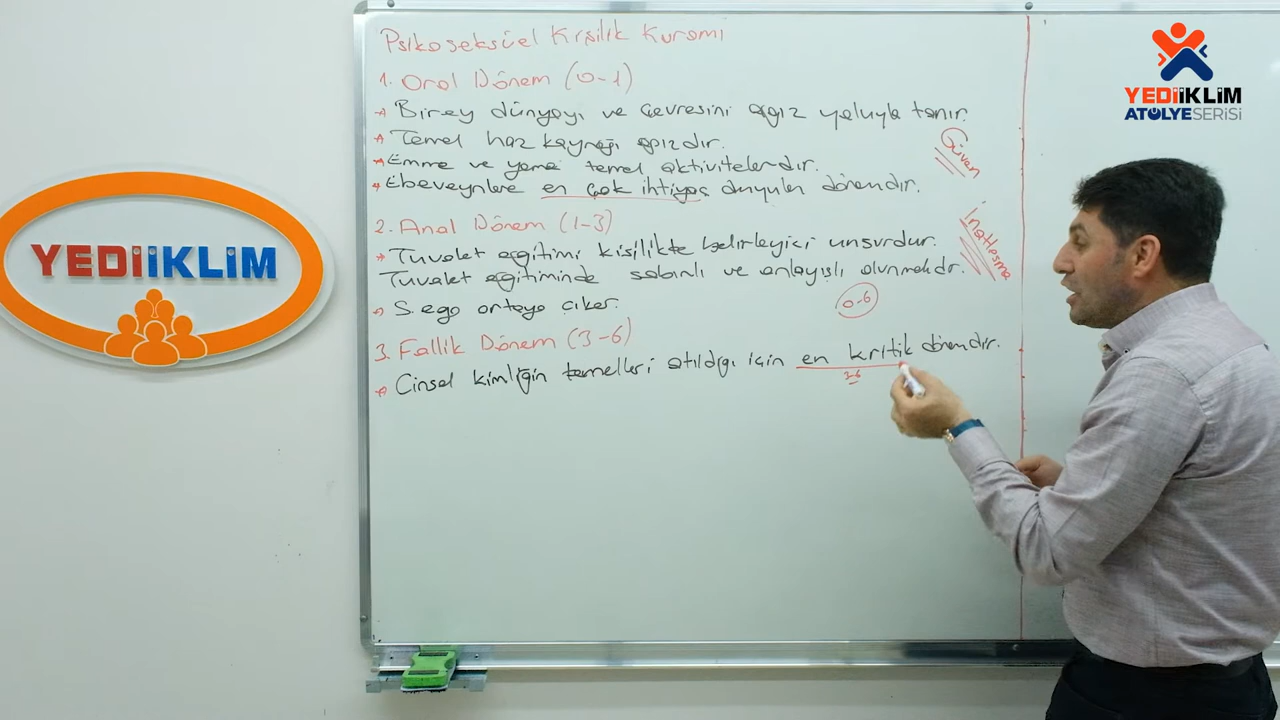 Psikoseksüel Kişilik Kuramı
1. Oral Dönem (0-1)
Birey dünyayı ve çevresini ağız yoluyla tanır.
Temel haz kaynağı ağızdır.
Güven
Emme ve yeme temel aktivitelerdir.
Ebeveynlere en çok ihtiyaç duyulan dönemdir.
2. Anal Dönem (1-3)
İnatlaşma
Tuvalet eğitimi kişilikte belirleyici unsurdur.
Tuvalet eğitiminde sabırlı ve anlayışlı olunmalıdır.
S.ego ortaya çıkar.
0-6
3. Fallik Dönem (3-6)
Cinsel kimliğin temelleri atıldığı için en kritik dönemdir.
3-6
YEDİİKLİM
YEDİİKLİM
ATÖLYESERİSİ